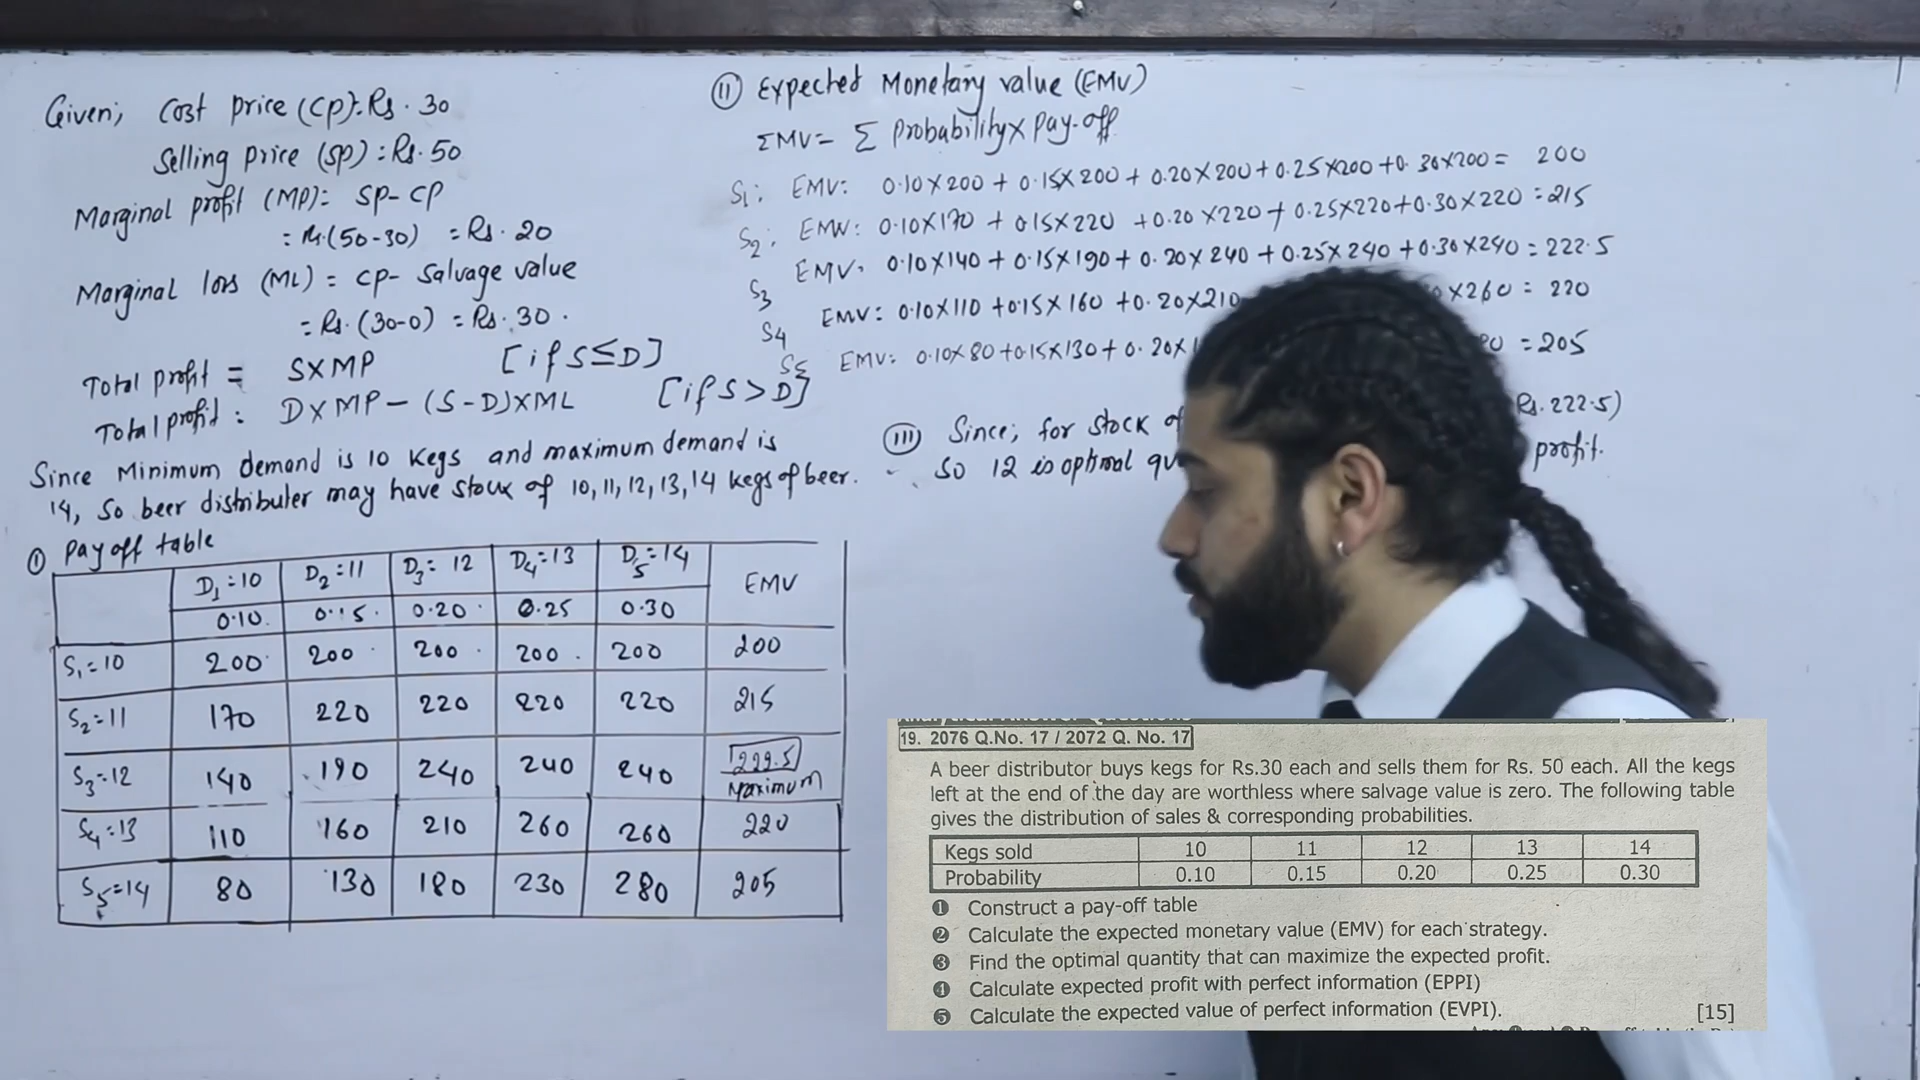 Given; Cost price (CP): Rs. 30
Selling price (SP) : Rs. 50
Marginal profit (MP): SP-CP
= Rs.(50-30) = Rs. 20
Marginal loss (ML) = CP- Salvage value
= Rs. (30-0) = Rs. 30.
Total profit = S×MP [if S≤D]
Total profit: D×MP-(S-D)×ML [if S>D]
Since Minimum demand is 10 Kegs and maximum demand is
14, So beer distributer may have stock of 10, 11, 12, 13, 14 kegs of beer.
(I) Pay off table
D1=10 D2=11 D3= 12 D4=13 D5=14 EMV
0.10. 0.15. 0.20. 0.25 0.30
S1=10 200 200 200 200 200 200
S2=11 170 220 220 220 220 215
S3=12 140 190 240 240 240 222.5
Maximum
S4=13 110 160 210 260 260 220
S5=14 80 130 180 230 280 205
(II) Expected Monetary value (EMV)
ΣMV= Σ Probability×Pay-off
S1: EMV: 0.10×200 + 0.15×200 + 0.20×200 + 0.25×200 + 0.30×200 = 200
S2: EMV: 0.10×170 + 0.15×220 + 0.20×220 + 0.25×220 + 0.30×220 = 215
S3 EMV. 0.10×140 + 0.15×190 + 0.20×240 + 0.25×240 + 0.30×240 = 222.5
S4 EMV: 0.10×110 + 0.15×160 + 0.20×210 ×260 = 220
S5 EMV: 0.10×80 + 0.15×130 + 0.20× = 205
(III) Since; for stock of Rs. 222.5)
So 12 is optimal profit.
19. 2076 Q.No. 17 / 2072 Q. No. 17
A beer distributor buys kegs for Rs.30 each and sells them for Rs. 50 each. All the kegs
left at the end of the day are worthless where salvage value is zero. The following table
gives the distribution of sales & corresponding probabilities.
Kegs sold 10 11 12 13 14
Probability 0.10 0.15 0.20 0.25 0.30
❶ Construct a pay-off table
❷ Calculate the expected monetary value (EMV) for each strategy.
❸ Find the optimal quantity that can maximize the expected profit.
❹ Calculate expected profit with perfect information (EPPI)
❺ Calculate the expected value of perfect information (EVPI). [15]